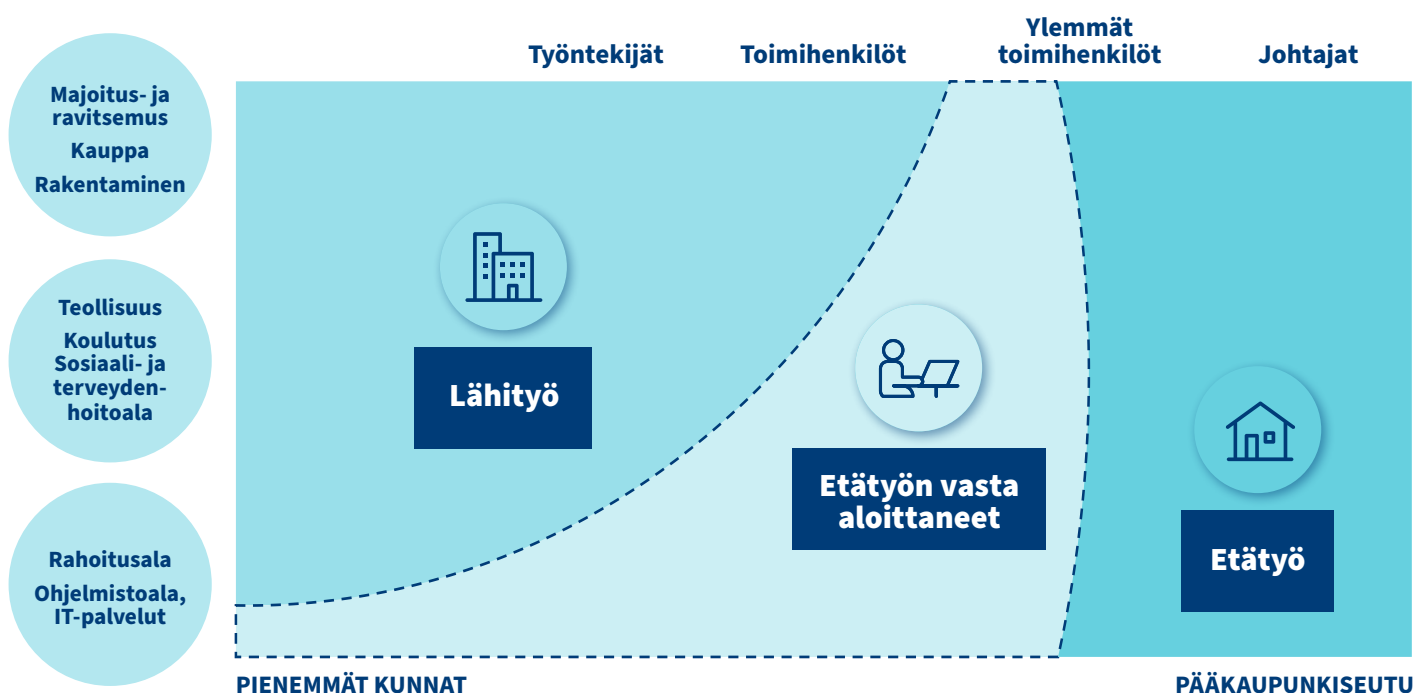 Työntekijät
Toimihenkilöt
Ylemmät
toimihenkilöt
Johtajat
Majoitus- ja
ravitsemus
Kauppa
Rakentaminen
Teollisuus
Koulutus
Sosiaali- ja
terveyden-
hoitoala
Rahoitusala
Ohjelmistoala,
IT-palvelut
Lähityö
Etätyön vasta
aloittaneet
Etätyö
PIENEMMÄT KUNNAT
PÄÄKAUPUNKISEUTU